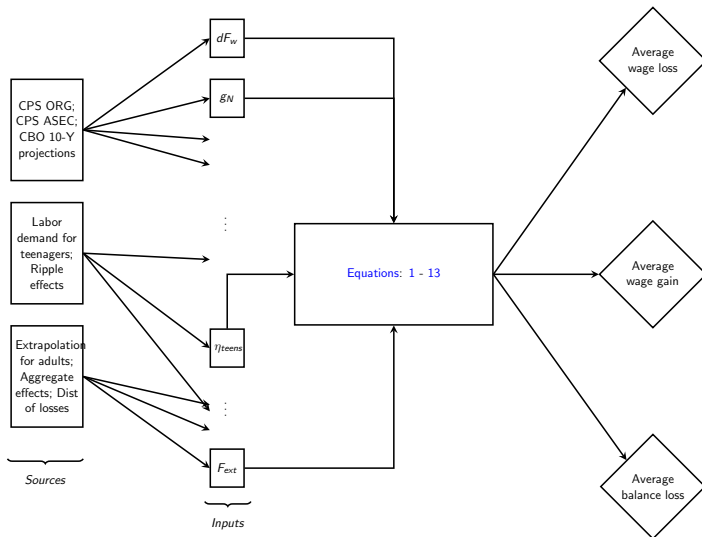 CPS ORG;
CPS ASEC;
CBO 10-Y
projections
Labor
demand for
teenagers;
Ripple
effects
Extrapolation
for adults;
Aggregate
effects; Dist
of losses
Sources
dF_w
g_N
⋮
η_teens
⋮
F_ext
Inputs
Equations: 1 - 13
Average
wage loss
Average
wage gain
Average
balance loss